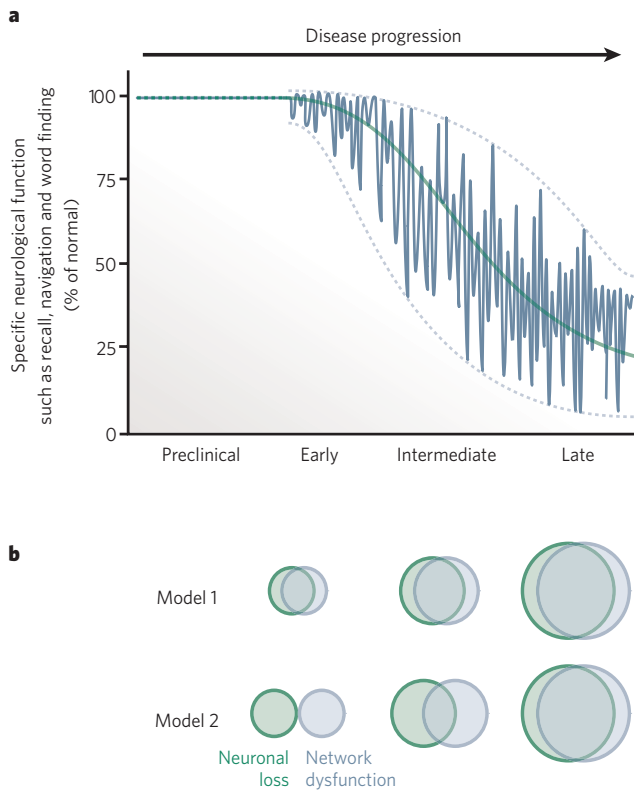 a
Disease progression
Specific neurological function
such as recall, navigation and word finding
(% of normal)
100
75
50
25
0
Preclinical
Early
Intermediate
Late
b
Model 1
Model 2
Neuronal
loss
Network
dysfunction